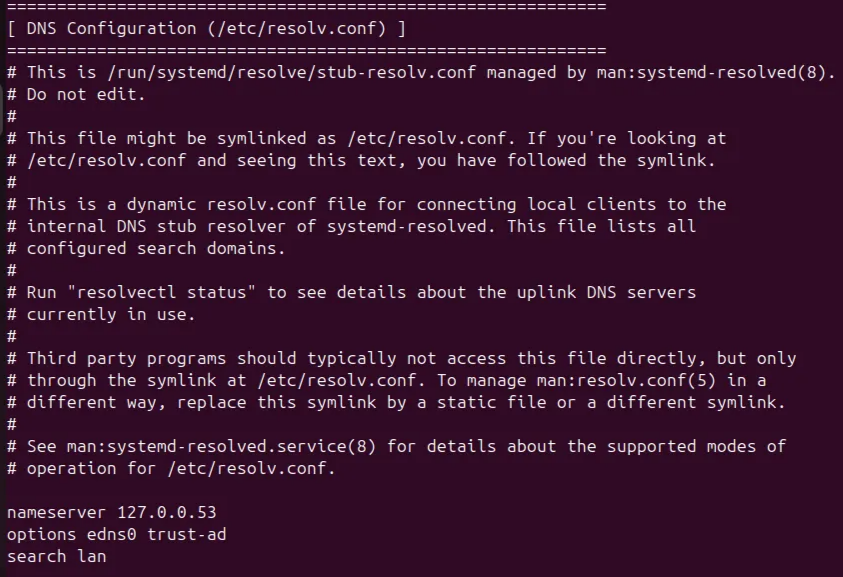 ============================================================
[ DNS Configuration (/etc/resolv.conf) ]
============================================================
# This is /run/systemd/resolve/stub-resolv.conf managed by man:systemd-resolved(8).
# Do not edit.
#
# This file might be symlinked as /etc/resolv.conf. If you're looking at
# /etc/resolv.conf and seeing this text, you have followed the symlink.
#
# This is a dynamic resolv.conf file for connecting local clients to the
# internal DNS stub resolver of systemd-resolved. This file lists all
# configured search domains.
#
# Run "resolvectl status" to see details about the uplink DNS servers
# currently in use.
#
# Third party programs should typically not access this file directly, but only
# through the symlink at /etc/resolv.conf. To manage man:resolv.conf(5) in a
# different way, replace this symlink by a static file or a different symlink.
#
# See man:systemd-resolved.service(8) for details about the supported modes of
# operation for /etc/resolv.conf.

nameserver 127.0.0.53
options edns0 trust-ad
search lan